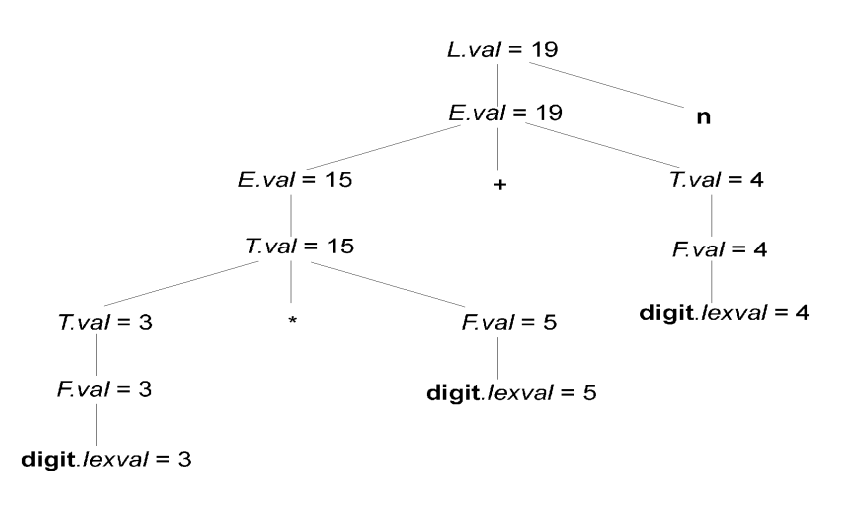 L.val = 19
E.val = 19
n
E.val = 15
+
T.val = 4
T.val = 15
F.val = 4
T.val = 3
*
F.val = 5
digit.lexval = 4
F.val = 3
digit.lexval = 5
digit.lexval = 3